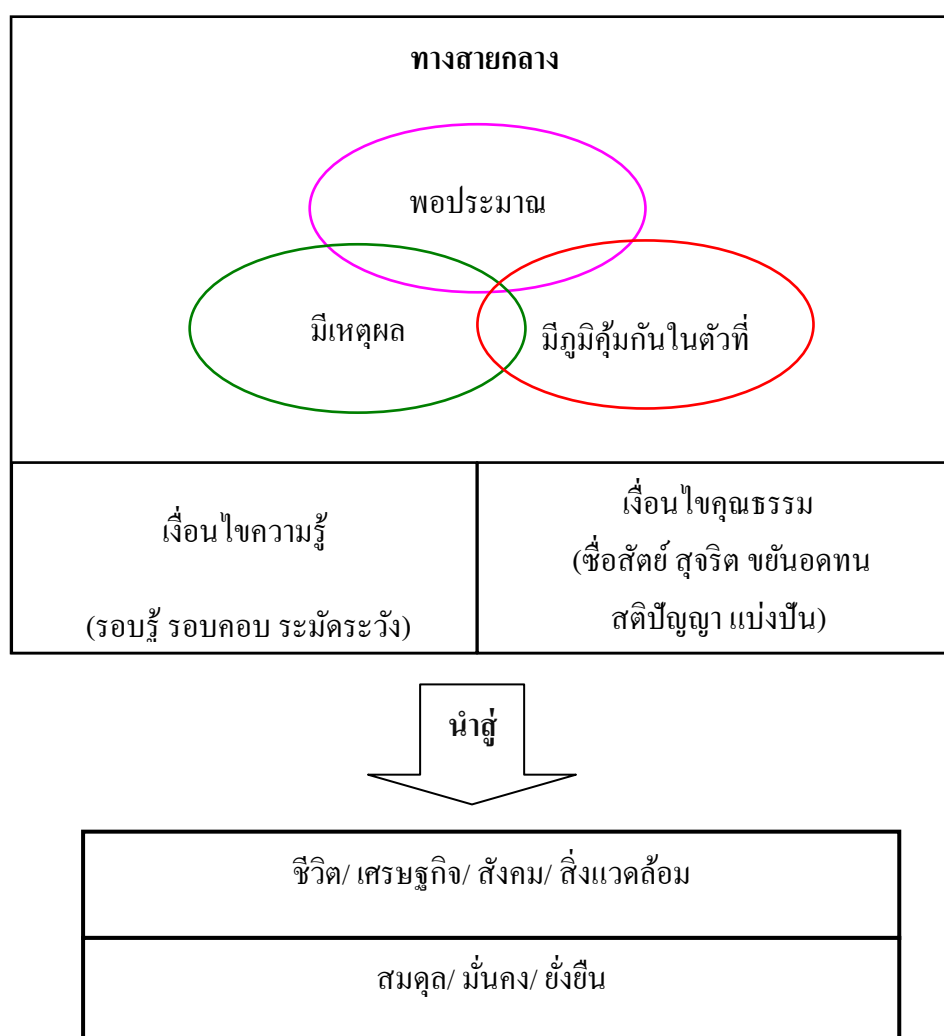 ทางสายกลาง
พอประมาณ
มีเหตุผล
มีภูมิคุ้มกันในตัวที่
เงื่อนไขความรู้
(รอบรู้ รอบคอบ ระมัดระวัง)
เงื่อนไขคุณธรรม
(ซื่อสัตย์ สุจริต ขยันอดทน
สติปัญญา แบ่งปัน)
นำสู่
ชีวิต/ เศรษฐกิจ/ สังคม/ สิ่งแวดล้อม
สมดุล/ มั่นคง/ ยั่งยืน